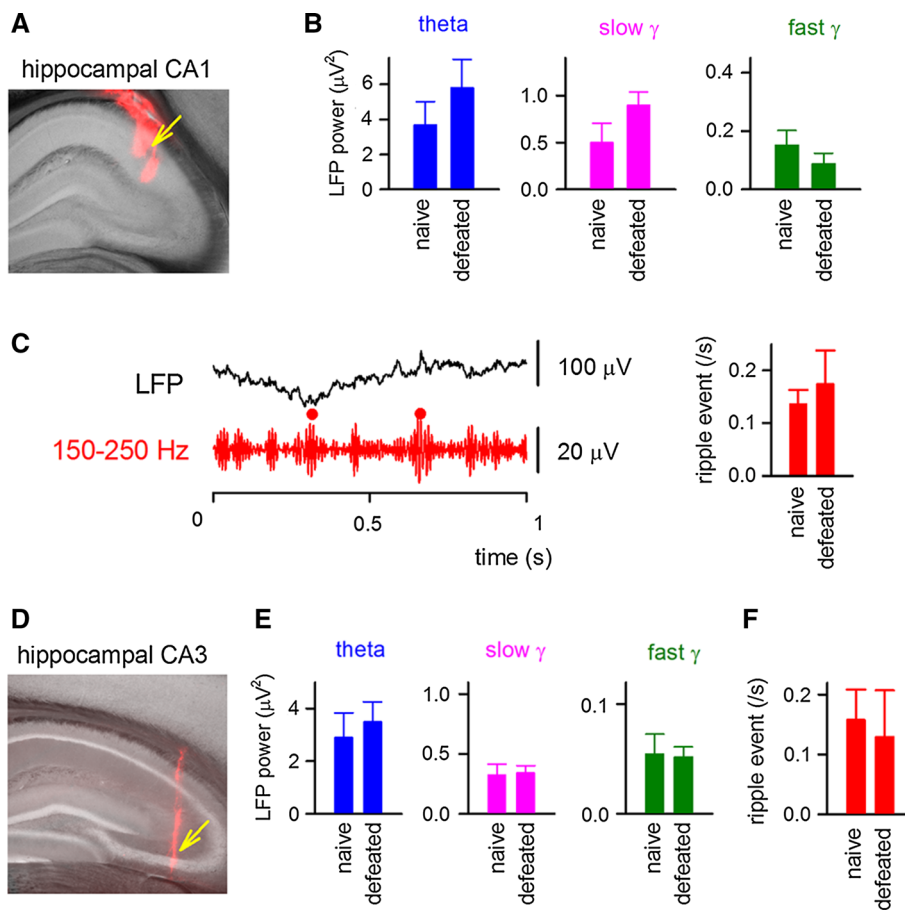 A
hippocampal CA1
B
theta
slow γ
fast γ
LFP power (μV²)
6
4
2
0
naive
defeated
1.0
0.5
0.0
naive
defeated
0.4
0.2
0.0
naive
defeated
C
LFP
100 μV
150-250 Hz
20 μV
0
0.5
1
time (s)
ripple event (/s)
0.2
0.1
0.0
naive
defeated
D
hippocampal CA3
E
theta
slow γ
fast γ
LFP power (μV²)
4
2
0
naive
defeated
1.0
0.5
0.0
naive
defeated
0.1
0.0
naive
defeated
F
ripple event (/s)
0.2
0.1
0.0
naive
defeated